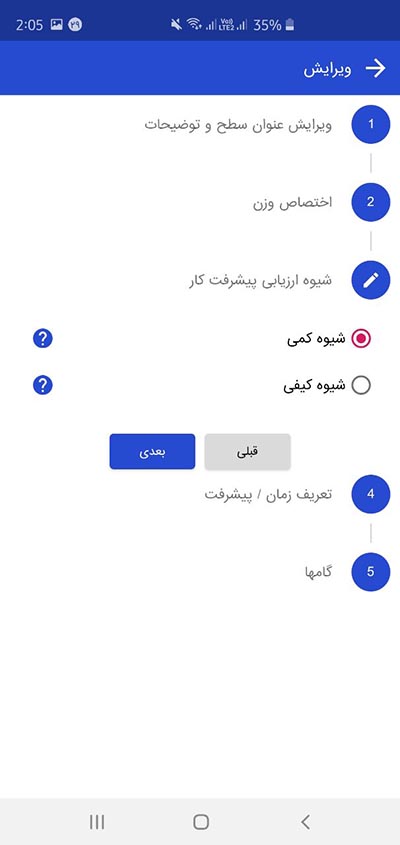 2:05 ۲۹ Vo)) LTE2 35%
ویرایش
1 ویرایش عنوان سطح و توضیحات
2 اختصاص وزن
شیوه ارزیابی پیشرفت کار
شیوه کمی ?
شیوه کیفی ?
قبلی بعدی
4 تعریف زمان / پیشرفت
5 گامها